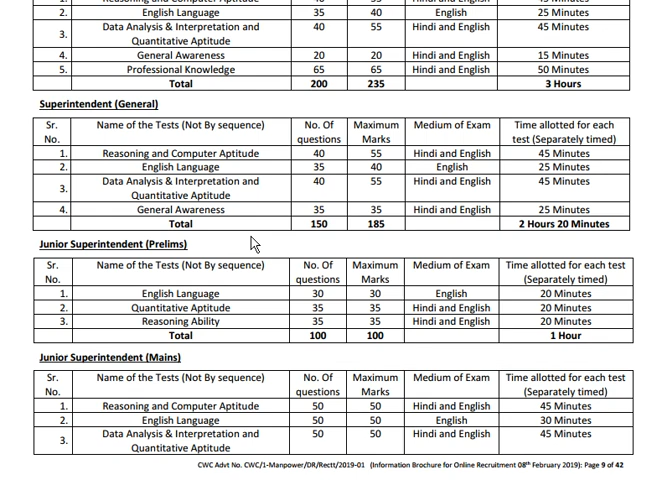 2. English Language 35 40 English 25 Minutes
3. Data Analysis & Interpretation and Quantitative Aptitude 40 55 Hindi and English 45 Minutes
4. General Awareness 20 20 Hindi and English 15 Minutes
5. Professional Knowledge 65 65 Hindi and English 50 Minutes
Total 200 235 3 Hours
Superintendent (General)
Sr. No. Name of the Tests (Not By sequence) No. Of questions Maximum Marks Medium of Exam Time allotted for each test (Separately timed)
1. Reasoning and Computer Aptitude 40 55 Hindi and English 45 Minutes
2. English Language 35 40 English 25 Minutes
3. Data Analysis & Interpretation and Quantitative Aptitude 40 55 Hindi and English 45 Minutes
4. General Awareness 35 35 Hindi and English 25 Minutes
Total 150 185 2 Hours 20 Minutes
Junior Superintendent (Prelims)
Sr. No. Name of the Tests (Not By sequence) No. Of questions Maximum Marks Medium of Exam Time allotted for each test (Separately timed)
1. English Language 30 30 English 20 Minutes
2. Quantitative Aptitude 35 35 Hindi and English 20 Minutes
3. Reasoning Ability 35 35 Hindi and English 20 Minutes
Total 100 100 1 Hour
Junior Superintendent (Mains)
Sr. No. Name of the Tests (Not By sequence) No. Of questions Maximum Marks Medium of Exam Time allotted for each test (Separately timed)
1. Reasoning and Computer Aptitude 50 50 Hindi and English 45 Minutes
2. English Language 50 50 English 30 Minutes
3. Data Analysis & Interpretation and Quantitative Aptitude 50 50 Hindi and English 45 Minutes
CWC Advt No. CWC/1-Manpower/DR/Rectt/2019-01 (Information Brochure for Online Recruitment 08th February 2019): Page 9 of 42